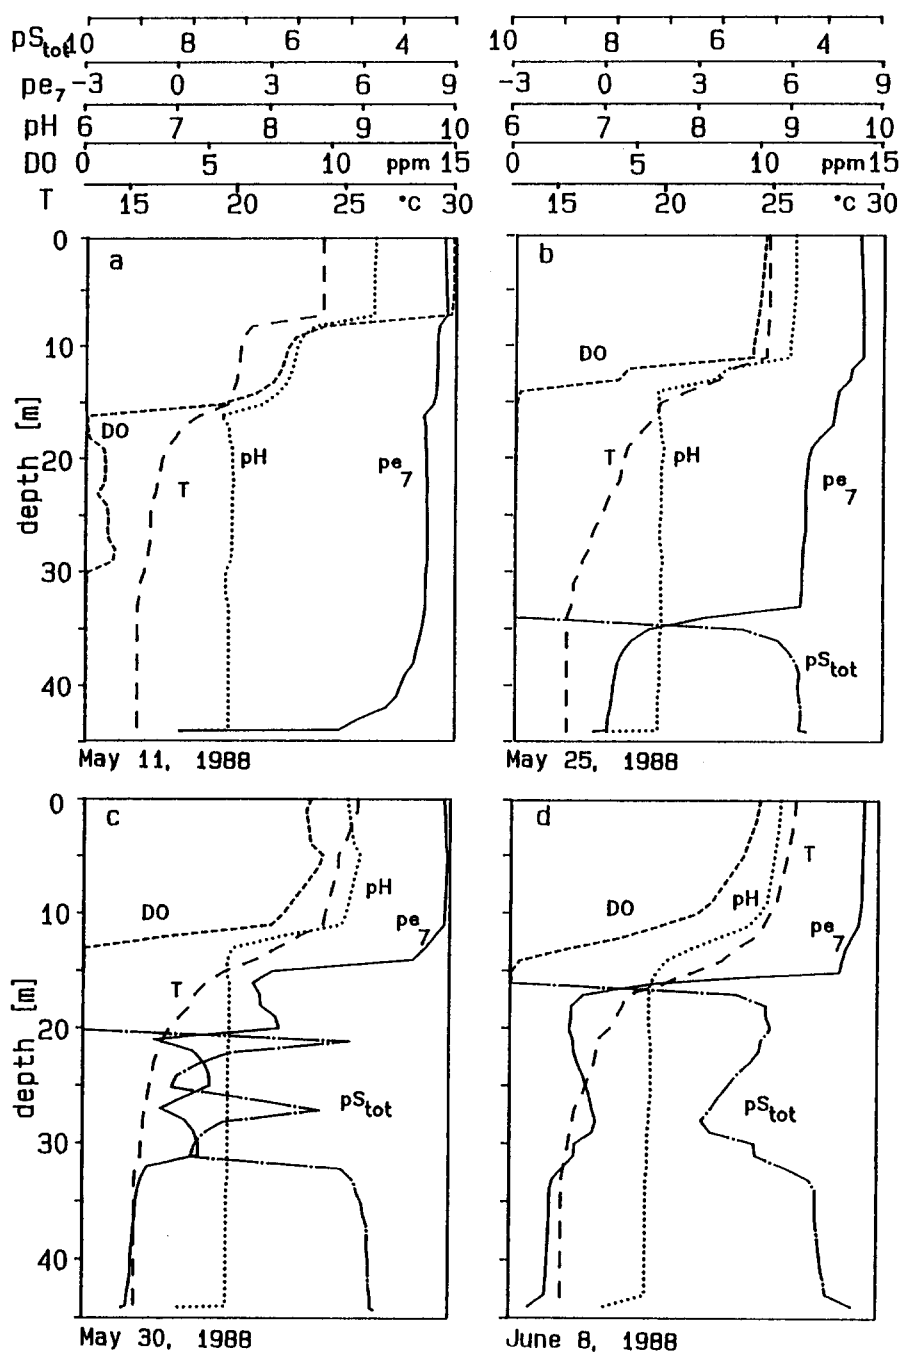 pS_tot 10 8 6 4 10 8 6 4
pe_7 -3 0 3 6 9 -3 0 3 6 9
pH 6 7 8 9 10 6 7 8 9 10
DO 0 5 10 ppm 15 0 5 10 ppm 15
T 15 20 25 °C 30 15 20 25 °C 30
0 a b
10
DO
DO
depth [m] 20 T pH pe_7 T pH pe_7
30
pS_tot
40
May 11, 1988 May 25, 1988
0 c d
T
pH
10 DO pe_7 DO pH pe_7
T
depth [m] 20
pS_tot pS_tot
30
40
May 30, 1988 June 8, 1988